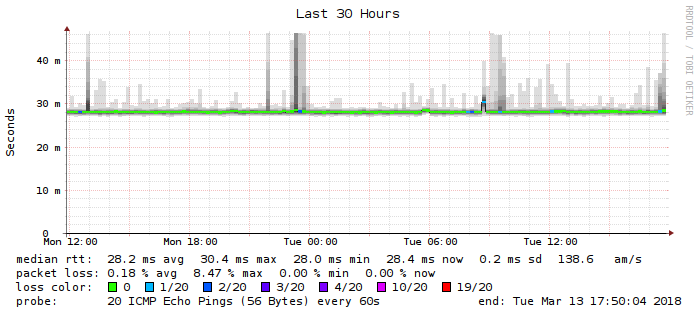 Last 30 Hours
RRDTOOL / TOBI OETIKER
Seconds
40 m
30 m
20 m
10 m
0
Mon 12:00 Mon 18:00 Tue 00:00 Tue 06:00 Tue 12:00
median rtt: 28.2 ms avg 30.4 ms max 28.0 ms min 28.4 ms now 0.2 ms sd 138.6 am/s
packet loss: 0.18 % avg 8.47 % max 0.00 % min 0.00 % now
loss color: 0 1/20 2/20 3/20 4/20 10/20 19/20
probe: 20 ICMP Echo Pings (56 Bytes) every 60s end: Tue Mar 13 17:50:04 2018